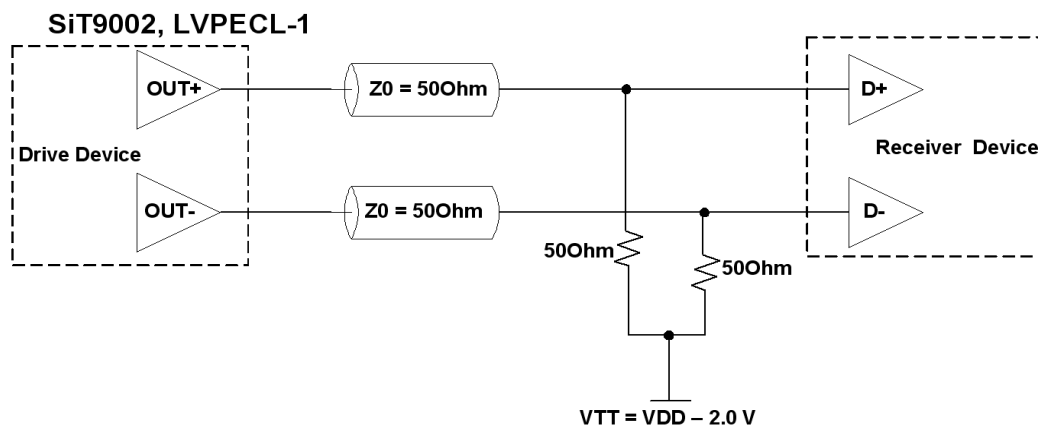 SiT9002, LVPECL-1
OUT+
Z0 = 50Ohm
D+
Drive Device
Receiver Device
OUT-
Z0 = 50Ohm
D-
50Ohm
50Ohm
VTT = VDD – 2.0 V